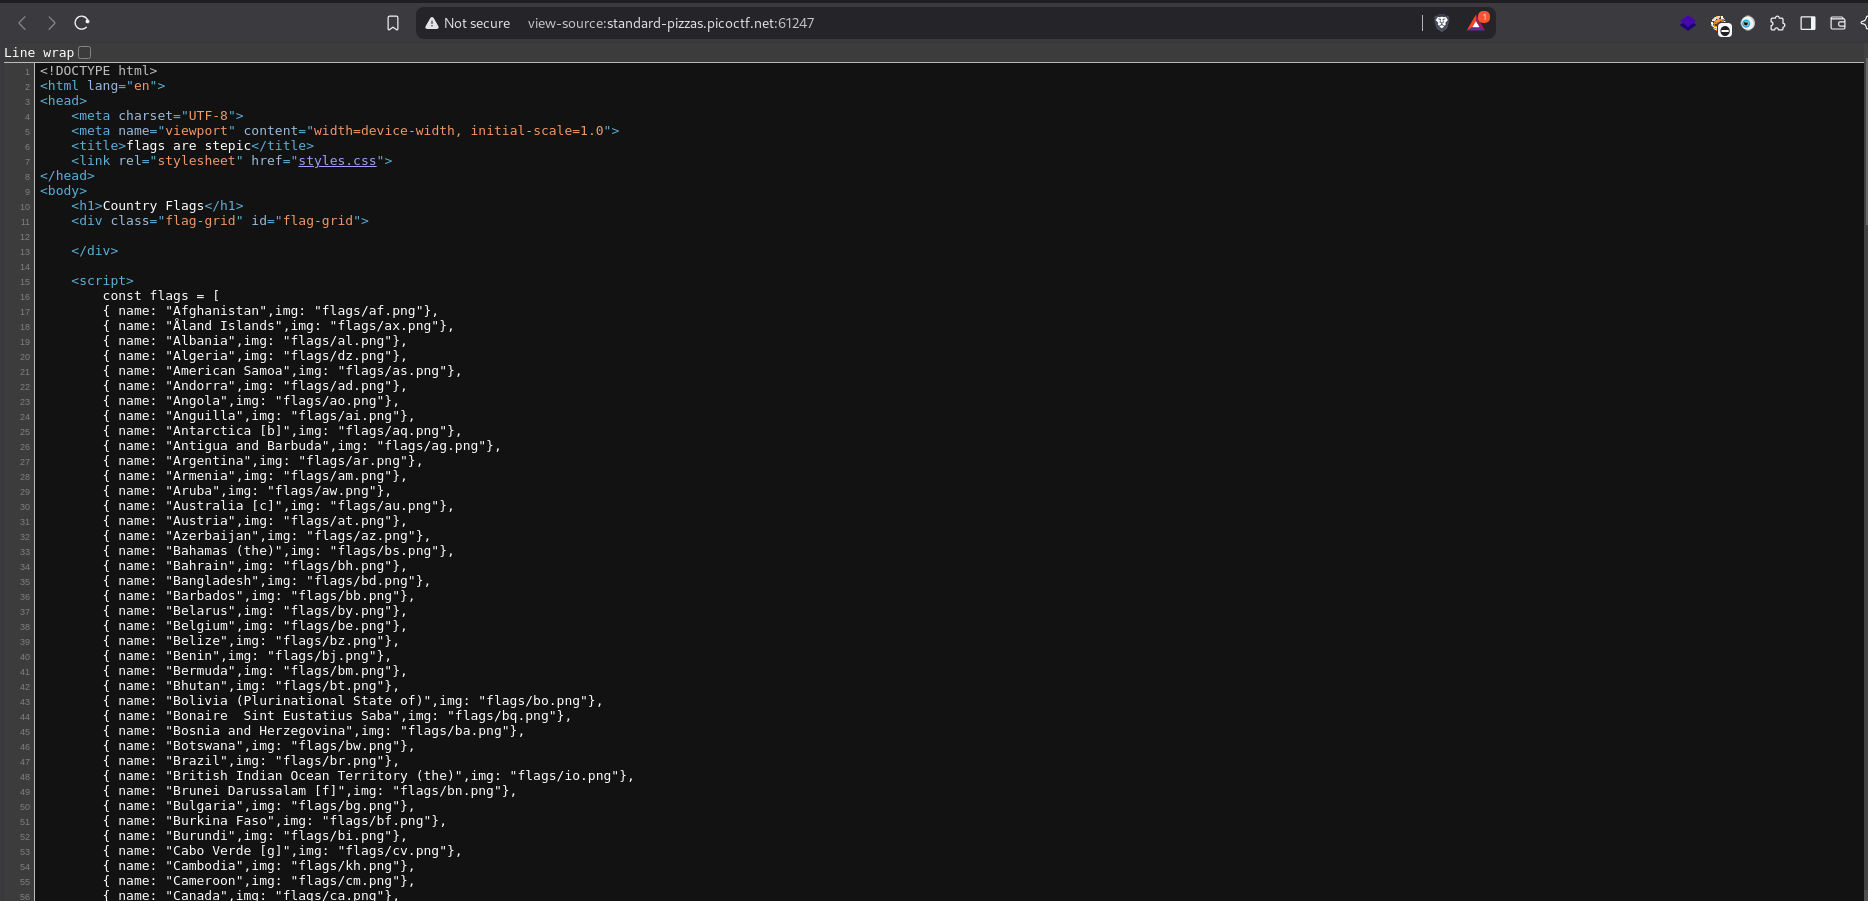 Not secure view-source:standard-pizzas.picoctf.net:61247
1
Line wrap
1 <!DOCTYPE html>
2 <html lang="en">
3 <head>
4     <meta charset="UTF-8">
5     <meta name="viewport" content="width=device-width, initial-scale=1.0">
6     <title>flags are stepic</title>
7     <link rel="stylesheet" href="styles.css">
8 </head>
9 <body>
10     <h1>Country Flags</h1>
11     <div class="flag-grid" id="flag-grid">
12
13     </div>
14
15     <script>
16         const flags = [
17         { name: "Afghanistan",img: "flags/af.png"},
18         { name: "Åland Islands",img: "flags/ax.png"},
19         { name: "Albania",img: "flags/al.png"},
20         { name: "Algeria",img: "flags/dz.png"},
21         { name: "American Samoa",img: "flags/as.png"},
22         { name: "Andorra",img: "flags/ad.png"},
23         { name: "Angola",img: "flags/ao.png"},
24         { name: "Anguilla",img: "flags/ai.png"},
25         { name: "Antarctica [b]",img: "flags/aq.png"},
26         { name: "Antigua and Barbuda",img: "flags/ag.png"},
27         { name: "Argentina",img: "flags/ar.png"},
28         { name: "Armenia",img: "flags/am.png"},
29         { name: "Aruba",img: "flags/aw.png"},
30         { name: "Australia [c]",img: "flags/au.png"},
31         { name: "Austria",img: "flags/at.png"},
32         { name: "Azerbaijan",img: "flags/az.png"},
33         { name: "Bahamas (the)",img: "flags/bs.png"},
34         { name: "Bahrain",img: "flags/bh.png"},
35         { name: "Bangladesh",img: "flags/bd.png"},
36         { name: "Barbados",img: "flags/bb.png"},
37         { name: "Belarus",img: "flags/by.png"},
38         { name: "Belgium",img: "flags/be.png"},
39         { name: "Belize",img: "flags/bz.png"},
40         { name: "Benin",img: "flags/bj.png"},
41         { name: "Bermuda",img: "flags/bm.png"},
42         { name: "Bhutan",img: "flags/bt.png"},
43         { name: "Bolivia (Plurinational State of)",img: "flags/bo.png"},
44         { name: "Bonaire  Sint Eustatius Saba",img: "flags/bq.png"},
45         { name: "Bosnia and Herzegovina",img: "flags/ba.png"},
46         { name: "Botswana",img: "flags/bw.png"},
47         { name: "Brazil",img: "flags/br.png"},
48         { name: "British Indian Ocean Territory (the)",img: "flags/io.png"},
49         { name: "Brunei Darussalam [f]",img: "flags/bn.png"},
50         { name: "Bulgaria",img: "flags/bg.png"},
51         { name: "Burkina Faso",img: "flags/bf.png"},
52         { name: "Burundi",img: "flags/bi.png"},
53         { name: "Cabo Verde [g]",img: "flags/cv.png"},
54         { name: "Cambodia",img: "flags/kh.png"},
55         { name: "Cameroon",img: "flags/cm.png"},
56         { name: "Canada",img: "flags/ca.png"},